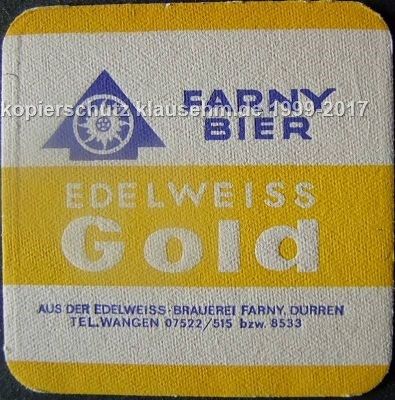 kopierschutz klausehm.de 1999-2017
FARNY
BIER
EDELWEISS
Gold
AUS DER EDELWEISS-BRAUEREI FARNY, DÜRREN
TEL.WANGEN 07522/515 bzw. 8533